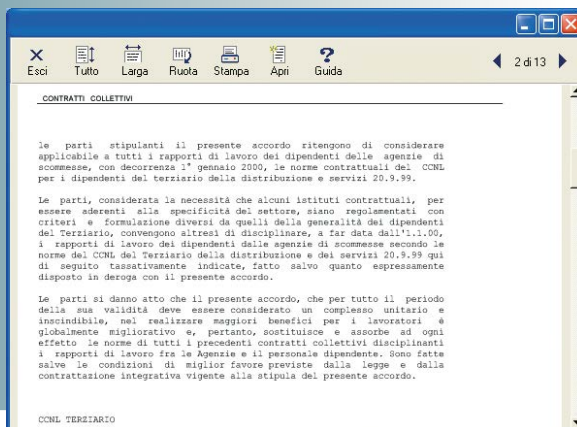 Esci Tutto Larga Ruota Stampa Apri Guida 2 di 13
CONTRATTI COLLETTIVI
le parti stipulanti il presente accordo ritengono di considerare
applicabile a tutti i rapporti di lavoro dei dipendenti delle agenzie di
scommesse, con decorrenza 1° gennaio 2000, le norme contrattuali del CCNL
per i dipendenti del terziario della distribuzione e servizi 20.9.99.
Le parti, considerata la necessità che alcuni istituti contrattuali, per
essere aderenti alla specificità del settore, siano regolamentati con
criteri e formulazione diversi da quelli della generalità dei dipendenti
del Terziario, convengono altresì di disciplinare, a far data dall'1.1.00,
i rapporti di lavoro dei dipendenti dalle agenzie di scommesse secondo le
norme del CCNL del Terziario della distribuzione e dei servizi 20.9.99 qui
di seguito tassativamente indicate, fatto salvo quanto espressamente
disposto in deroga con il presente accordo.
Le parti si danno atto che il presente accordo, che per tutto il periodo
della sua validità deve essere considerato un complesso unitario e
inscindibile, nel realizzare maggiori benefici per i lavoratori é
globalmente migliorativo e, pertanto, sostituisce e assorbe ad ogni
effetto le norme di tutti i precedenti contratti collettivi disciplinanti
i rapporti di lavoro fra le Agenzie e il personale dipendente. Sono fatte
salve le condizioni di miglior favore previste dalla legge e dalla
contrattazione integrativa vigente alla stipula del presente accordo.
CCNL TERZIARIO